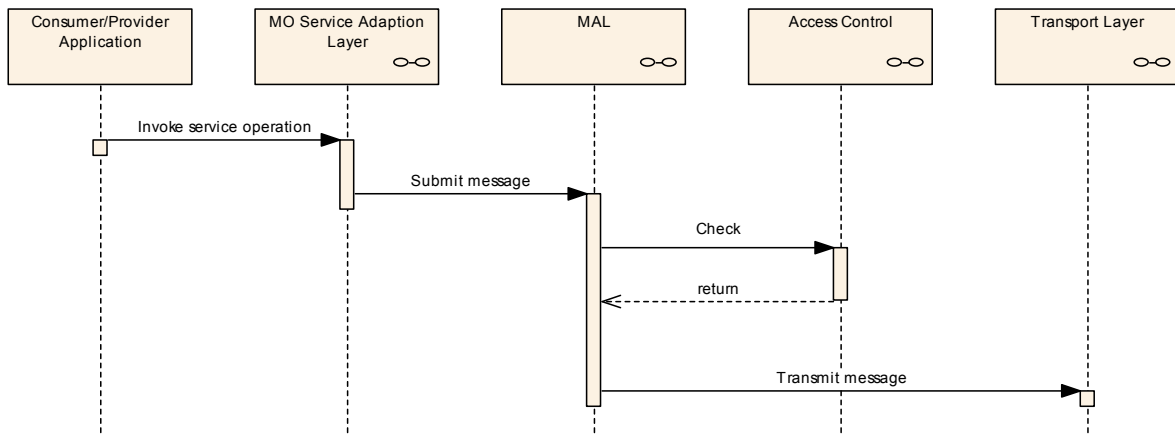 Consumer/Provider
Application
MO Service Adaption
Layer
MAL
Access Control
Transport Layer
Invoke service operation
Submit message
Check
return
Transmit message